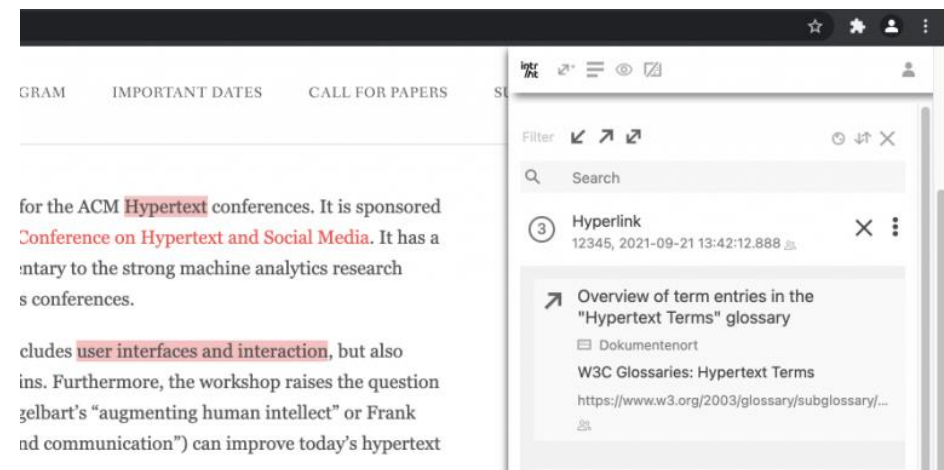 GRAM IMPORTANT DATES CALL FOR PAPERS
for the ACM Hypertext conferences. It is sponsored
Conference on Hypertext and Social Media. It has a
entary to the strong machine analytics research
s conferences.
cludes user interfaces and interaction, but also
ins. Furthermore, the workshop raises the question
gelbart's “augmenting human intellect” or Frank
nd communication”) can improve today's hypertext
intr
/ht
Filter
Search
3 Hyperlink
12345, 2021-09-21 13:42:12.888
Overview of term entries in the
"Hypertext Terms" glossary
Dokumentenort
W3C Glossaries: Hypertext Terms
https://www.w3.org/2003/glossary/subglossary/...